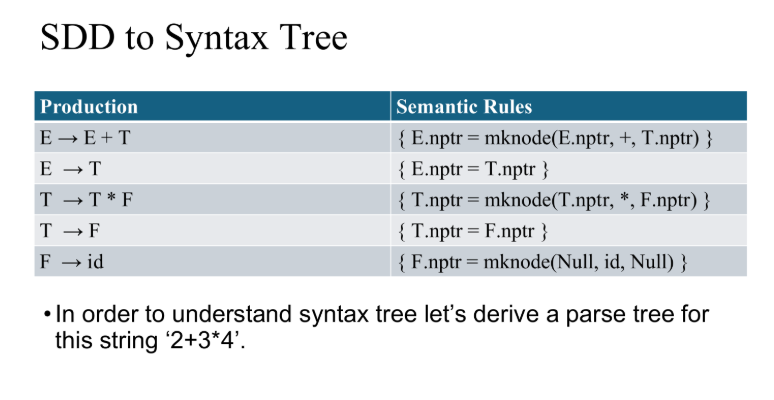 SDD to Syntax Tree
Production Semantic Rules
E → E + T { E.nptr = mknode(E.nptr, +, T.nptr) }
E → T { E.nptr = T.nptr }
T → T * F { T.nptr = mknode(T.nptr, *, F.nptr) }
T → F { T.nptr = F.nptr }
F → id { F.nptr = mknode(Null, id, Null) }
• In order to understand syntax tree let’s derive a parse tree for
this string ‘2+3*4’.